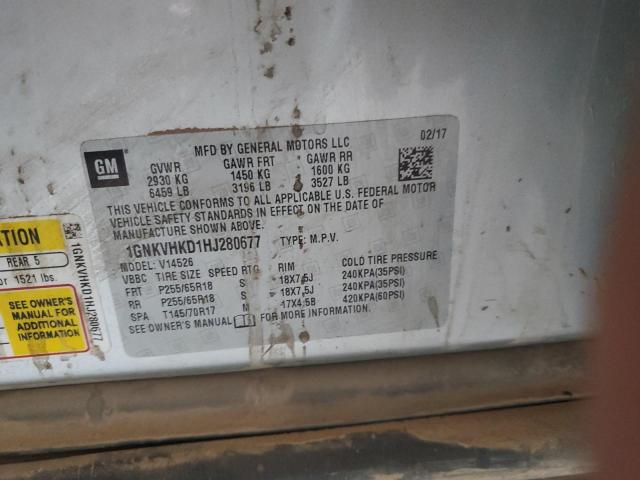 GM
MFD BY GENERAL MOTORS LLC 02/17
GVWR GAWR FRT GAWR RR
2930 KG 1450 KG 1600 KG
6459 LB 3196 LB 3527 LB
THIS VEHICLE CONFORMS TO ALL APPLICABLE U.S. FEDERAL MOTOR
VEHICLE SAFETY STANDARDS IN EFFECT ON THE DATE OF
MANUFACTURE SHOWN ABOVE.
1GNKVHKD1HJ280677 TYPE: M.P.V.
MODEL: V14526
VBBC TIRE SIZE SPEED RTG RIM COLD TIRE PRESSURE
FRT P255/65R18 S 18X7.5J 240KPA(35PSI)
RR P255/65R18 S 18X7.5J 240KPA(35PSI)
SPA T145/70R17 M 17X4.5B 420KPA(60PSI)
SEE OWNER'S MANUAL FOR MORE INFORMATION.
REAR 5
1521 lbs.
SEE OWNER'S
MANUAL FOR
ADDITIONAL
INFORMATION
1GNKVHKD1HJ280677